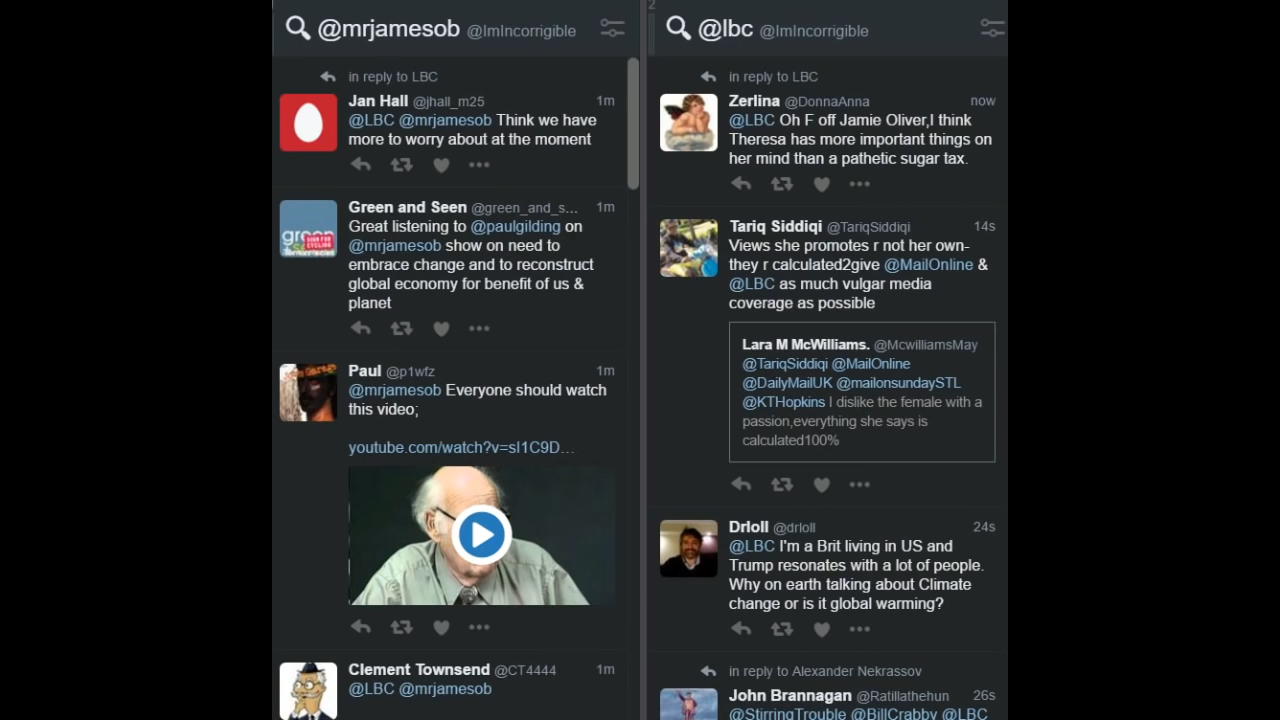 @mrjamesob @ImIncorrigible
in reply to LBC
Jan Hall @jhall_m25 1m
@LBC @mrjamesob Think we have
more to worry about at the moment
Green and Seen @green_and_s... 1m
Great listening to @paulgilding on
@mrjamesob show on need to
embrace change and to reconstruct
global economy for benefit of us &
planet
Paul @p1wfz 1m
@mrjamesob Everyone should watch
this video;
youtube.com/watch?v=sI1C9D…
Clement Townsend @CT4444 1m
@LBC @mrjamesob
2
@lbc @ImIncorrigible
in reply to LBC
Zerlina @DonnaAnna now
@LBC Oh F off Jamie Oliver,I think
Theresa has more important things on
her mind than a pathetic sugar tax.
Tariq Siddiqi @TariqSiddiqi 14s
Views she promotes r not her own-
they r calculated2give @MailOnline &
@LBC as much vulgar media
coverage as possible
Lara M McWilliams. @McwilliamsMay
@TariqSiddiqi @MailOnline
@DailyMailUK @mailonsundaySTL
@KTHopkins I dislike the female with a
passion,everything she says is
calculated100%
Drloll @drloll 24s
@LBC I'm a Brit living in US and
Trump resonates with a lot of people.
Why on earth talking about Climate
change or is it global warming?
in reply to Alexander Nekrassov
John Brannagan @Ratillathehun 26s
@StirringTrouble @BillCrabby @LBC